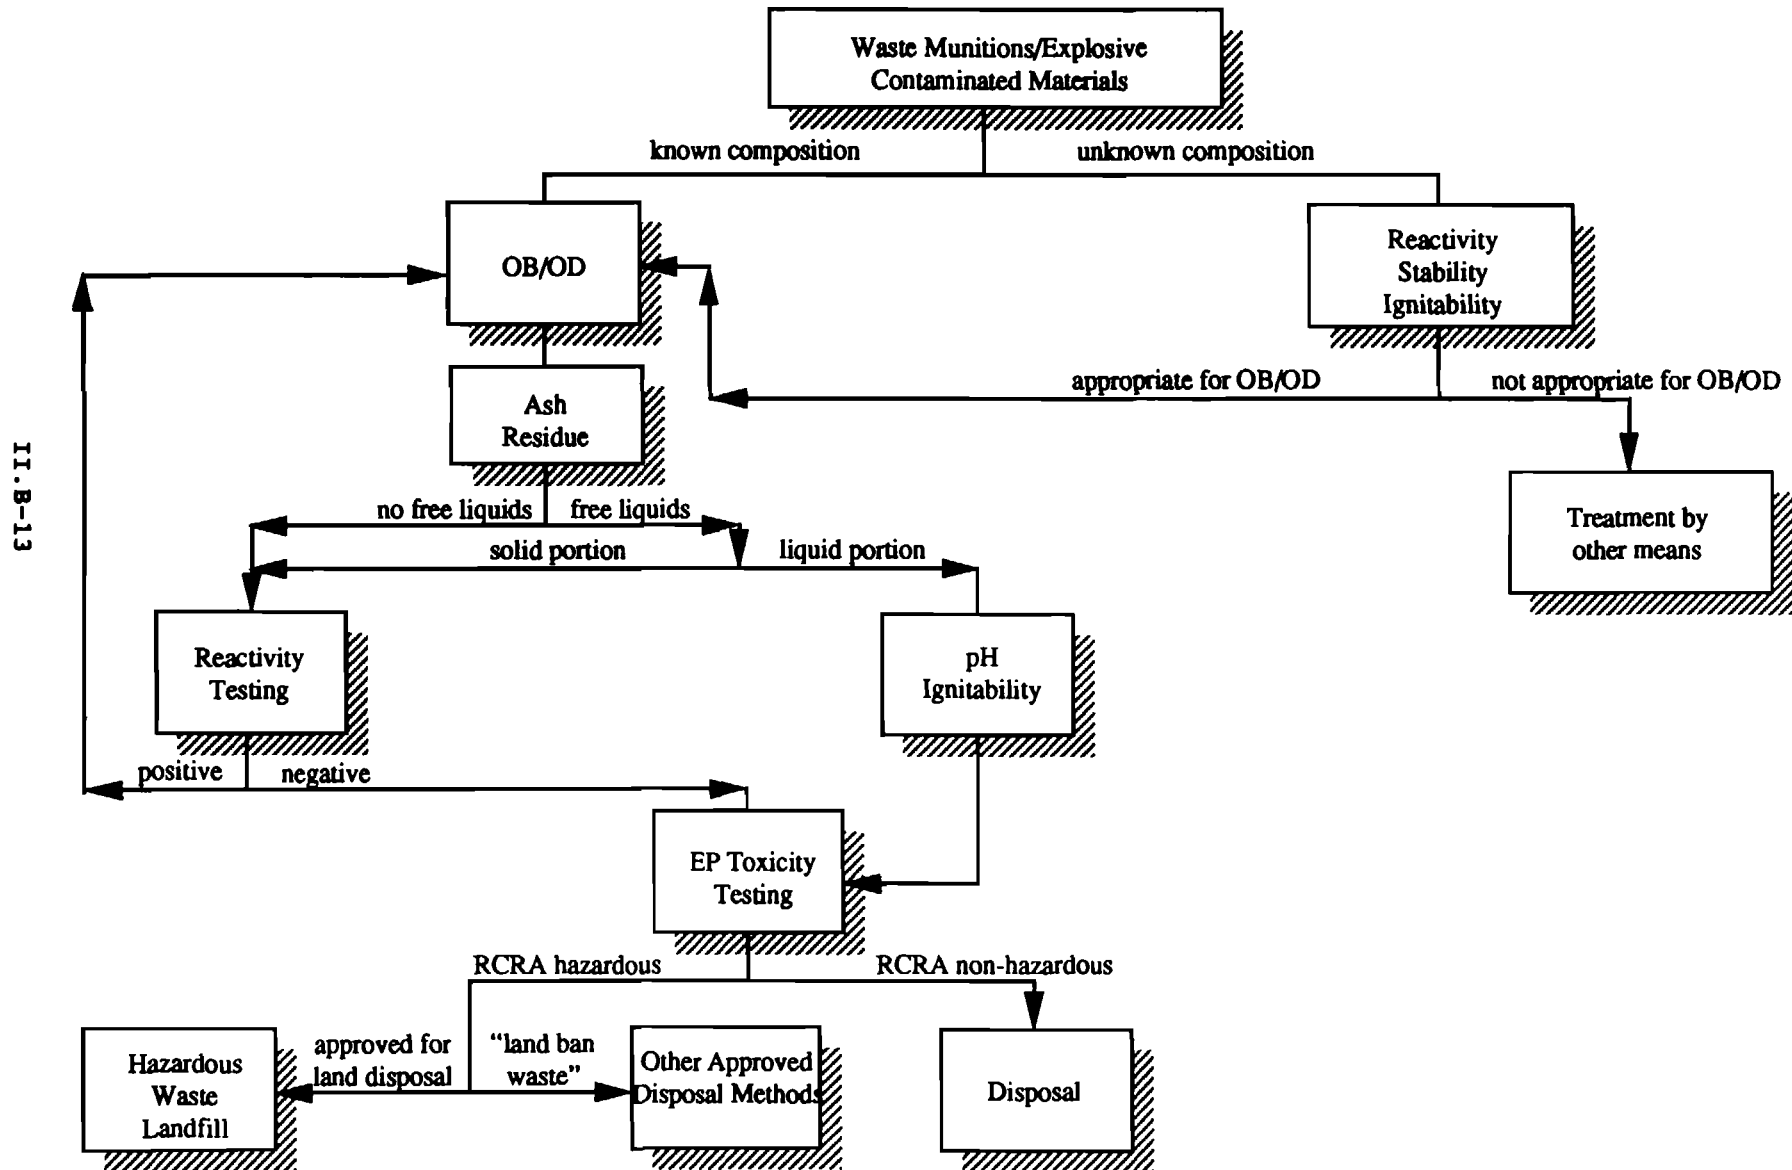 Waste Munitions/Explosive
Contaminated Materials
known composition
unknown composition
OB/OD
Reactivity
Stability
Ignitability
appropriate for OB/OD
not appropriate for OB/OD
Ash
Residue
II.B-13
Treatment by
other means
no free liquids
free liquids
solid portion
liquid portion
Reactivity
Testing
pH
Ignitability
positive
negative
EP Toxicity
Testing
RCRA hazardous
RCRA non-hazardous
Hazardous
Waste
Landfill
approved for
land disposal
“land ban
waste”
Other Approved
Disposal Methods
Disposal